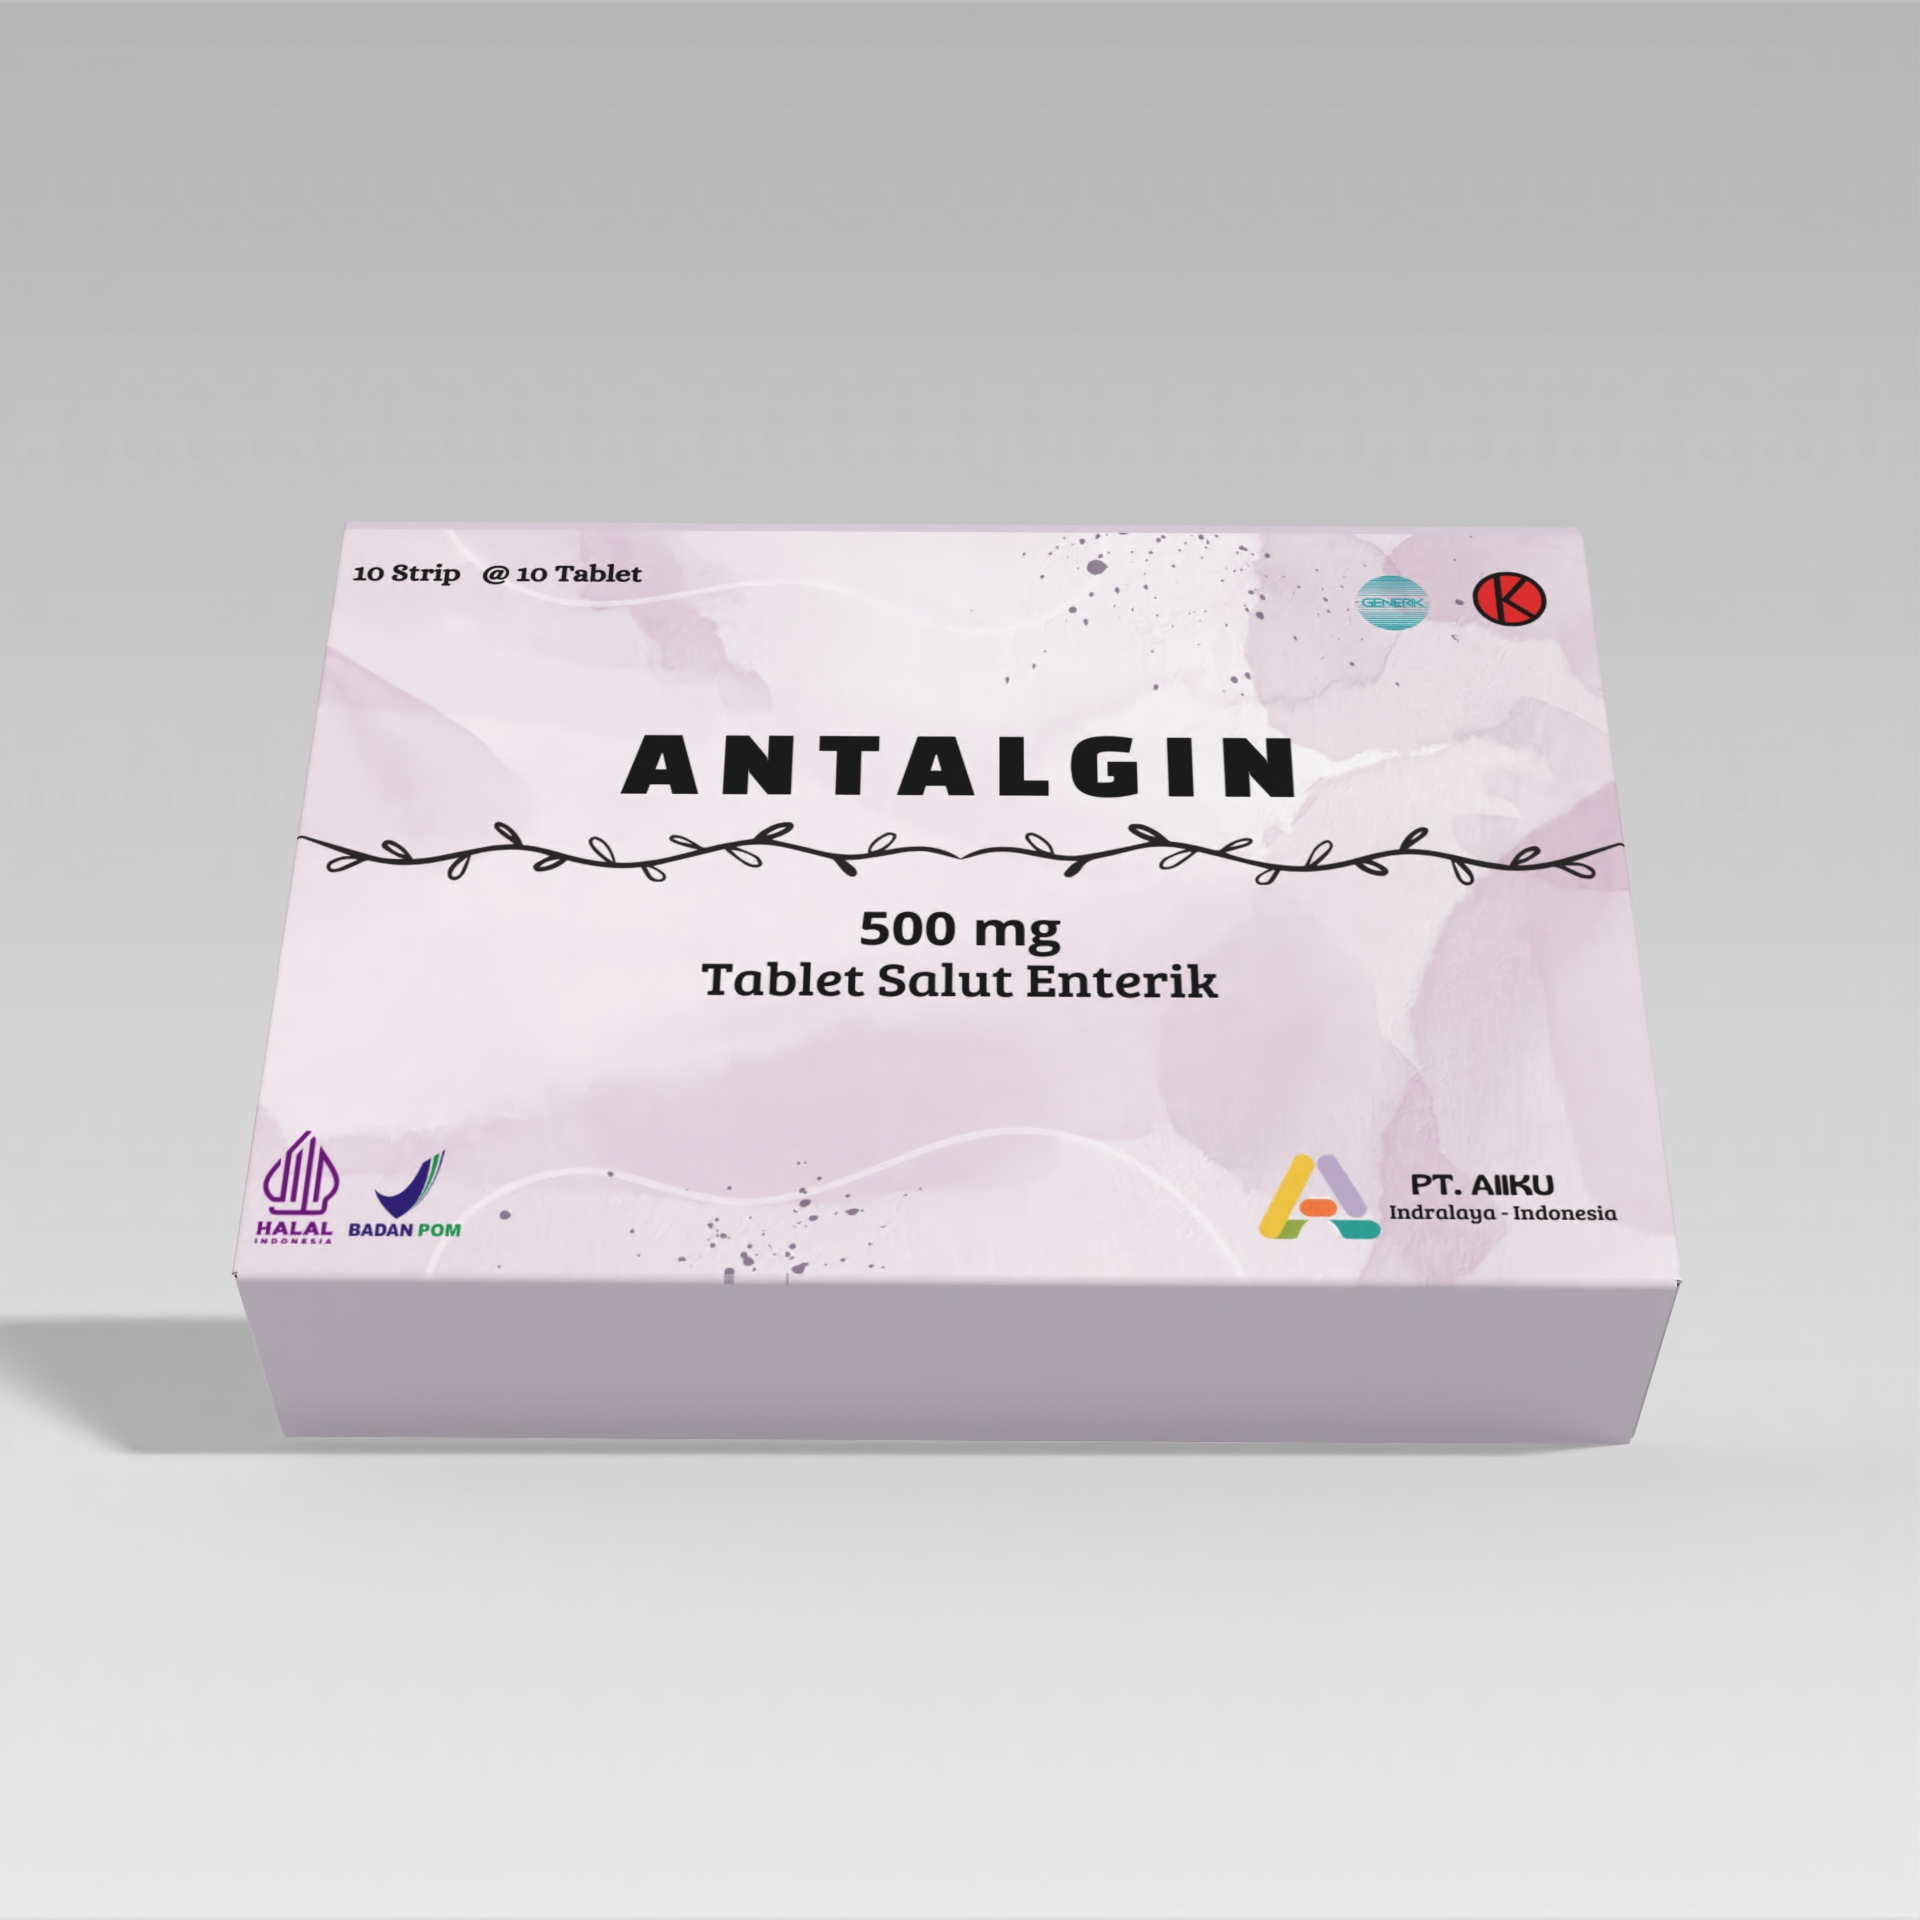 10 Strip @ 10 Tablet
GENERIK
K
ANTALGIN
500 mg
Tablet Salut Enterik
HALAL
INDONESIA
BADAN POM
PT. AIIKU
Indralaya - Indonesia